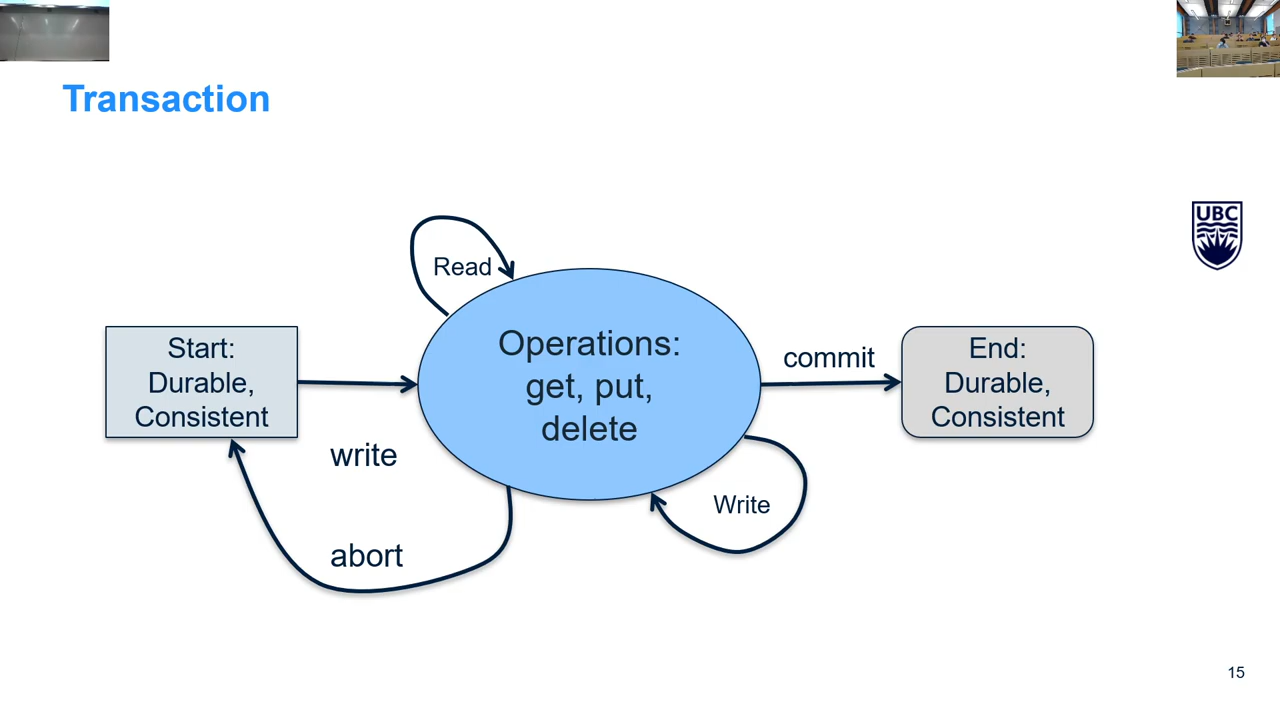 Transaction
UBC
Read
Operations:
get, put,
delete
Start:
Durable,
Consistent
commit
End:
Durable,
Consistent
write
Write
abort
15